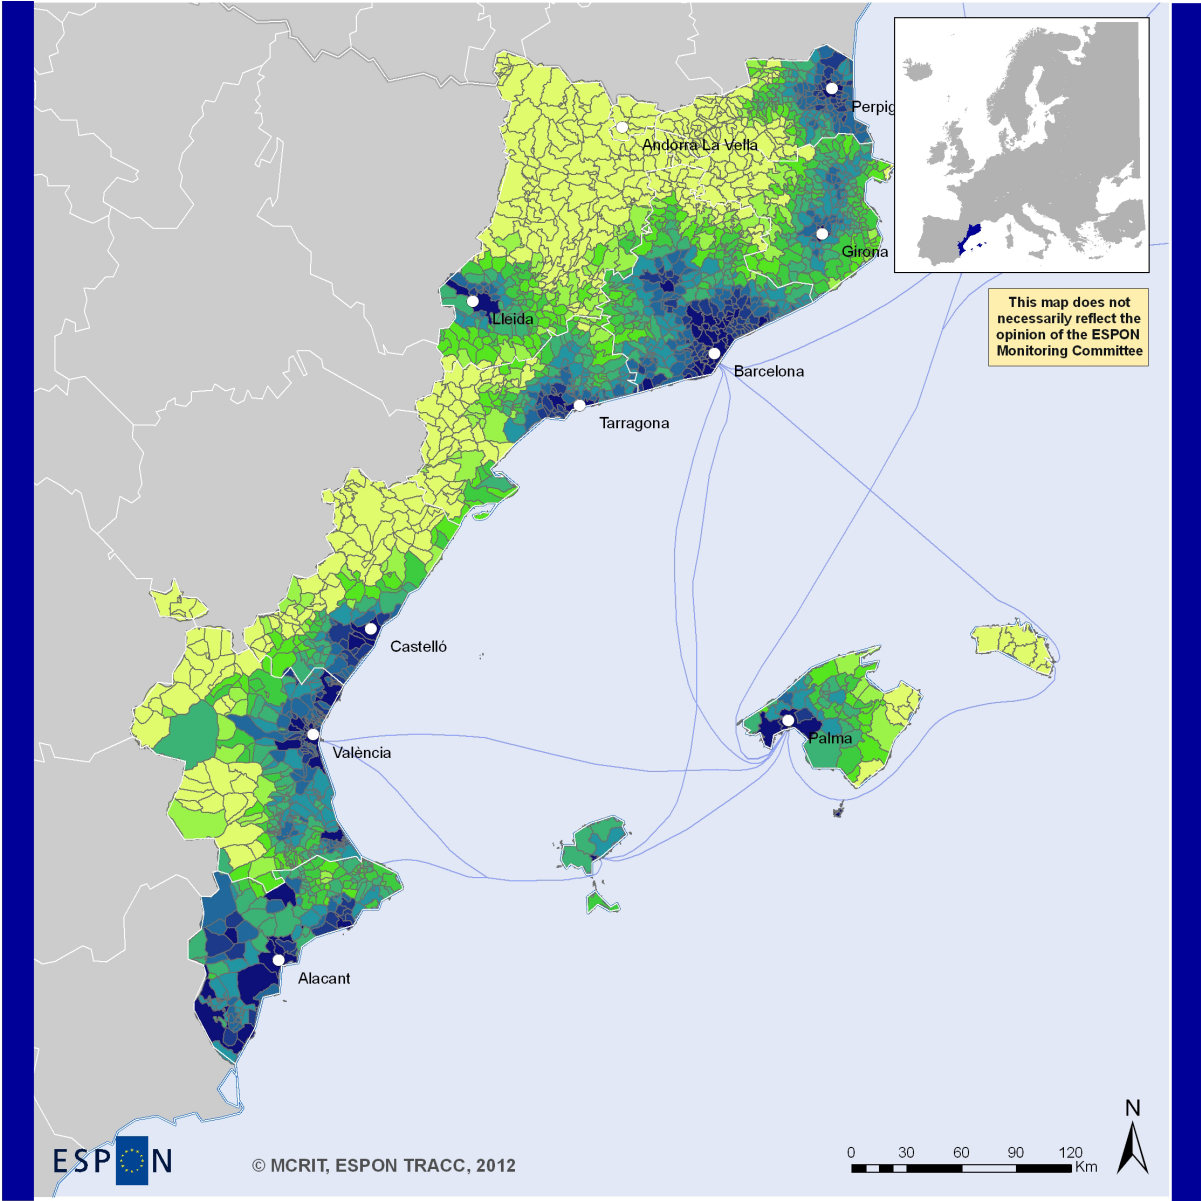 Perpig
Andorra La Vella
Girona
This map does not
necessarily reflect the
opinion of the ESPON
Monitoring Committee
Lleida
Barcelona
Tarragona
Castelló
València
Palma
Alacant
N
0 30 60 90 120
Km
ESPON
© MCRIT, ESPON TRACC, 2012